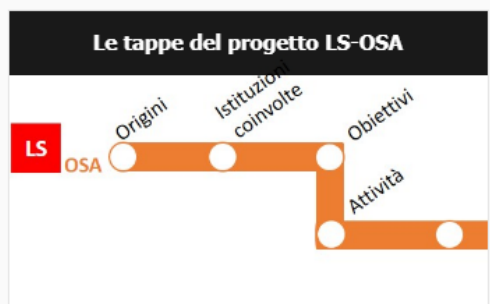 Le tappe del progetto LS-OSA
LS
OSA
Origini
Istituzioni
coinvolte
Obiettivi
Attività